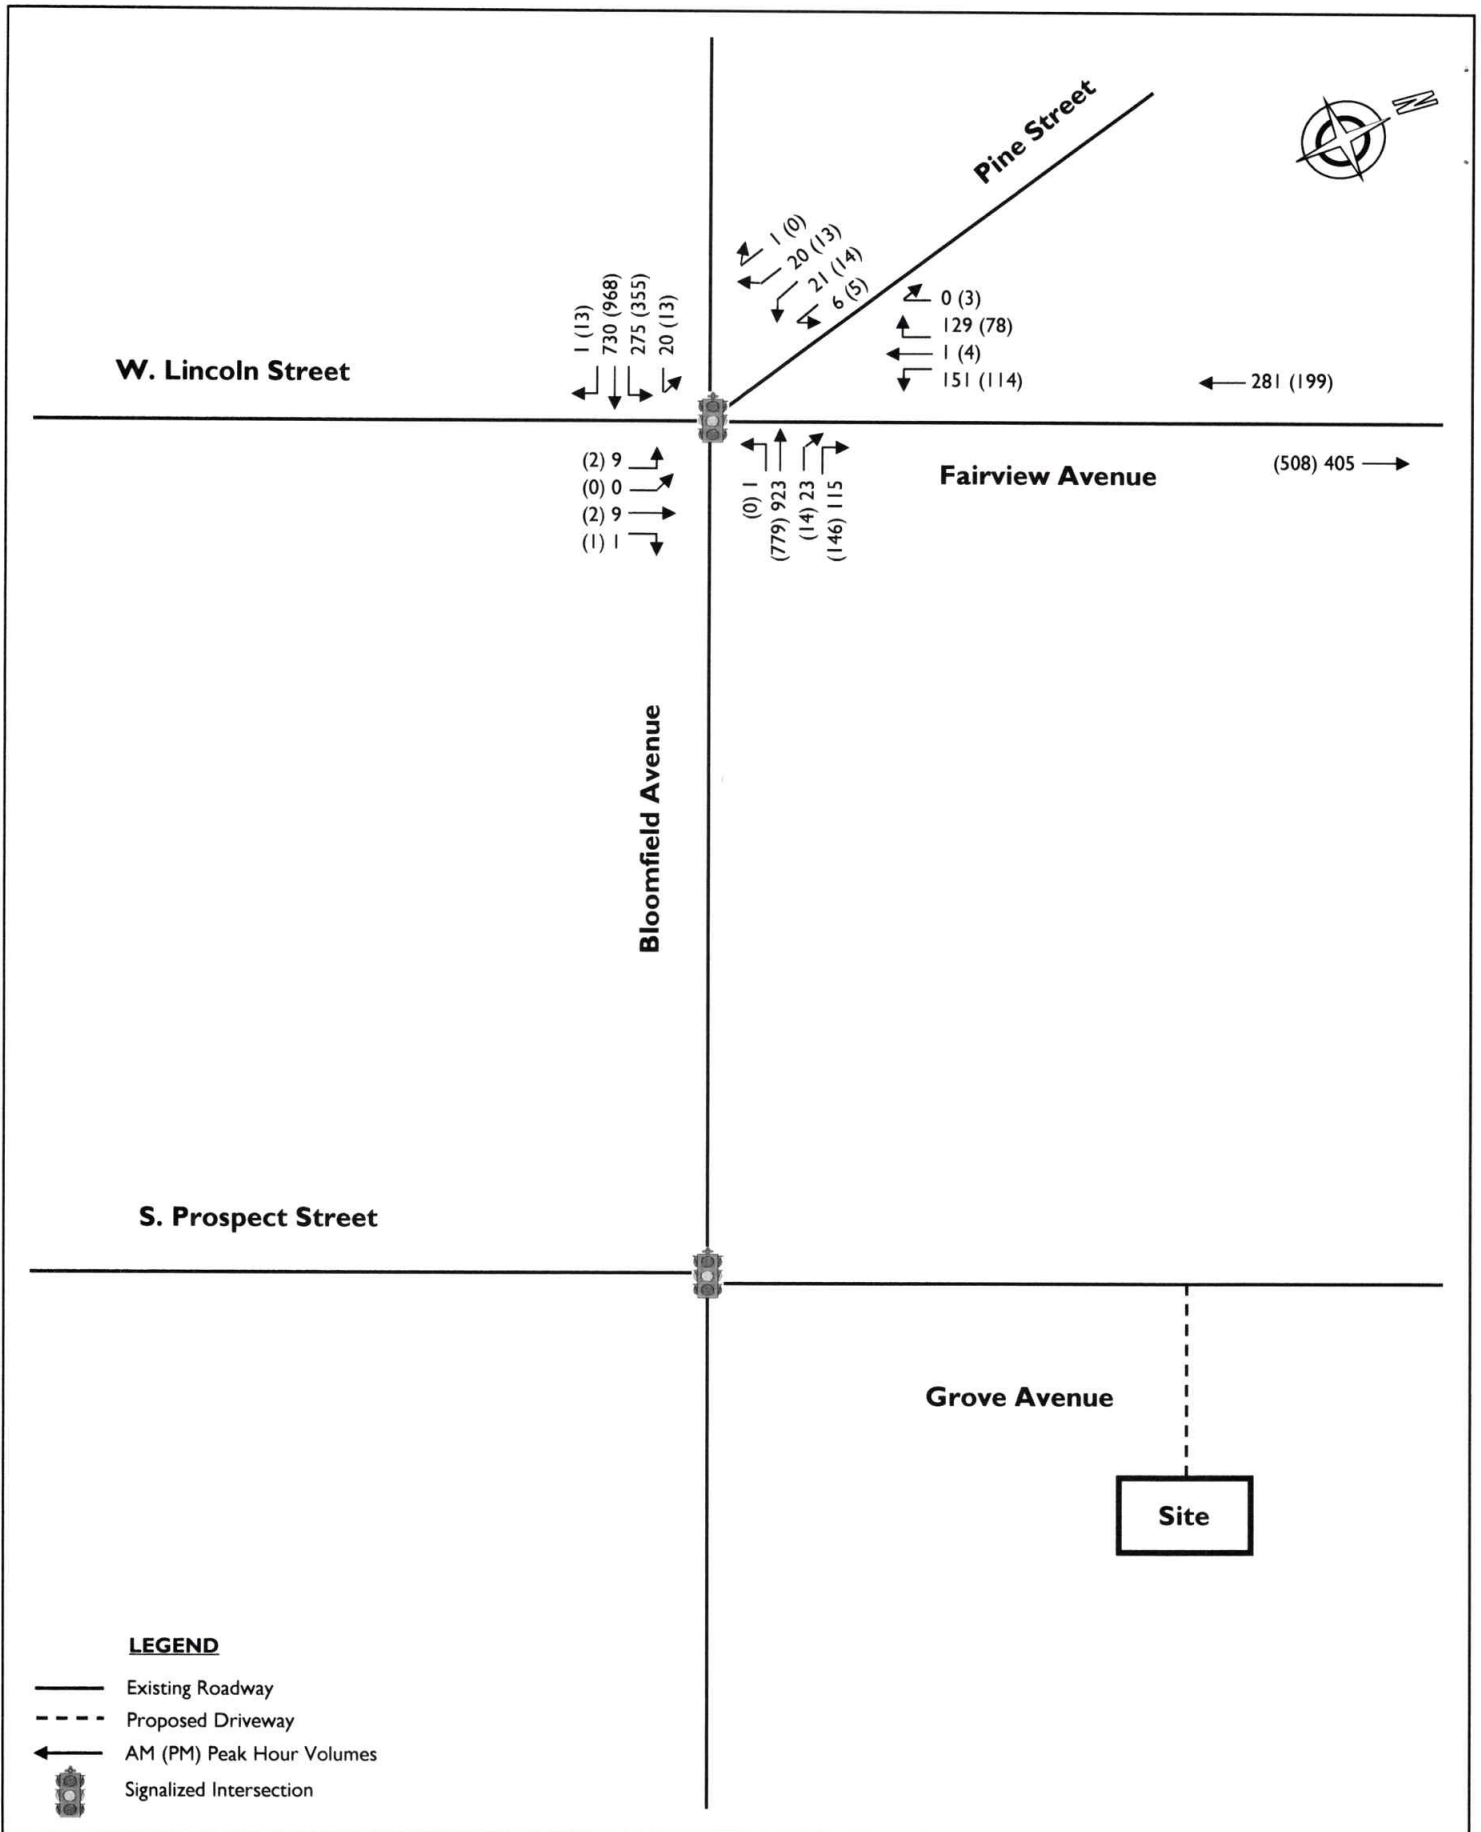 N
Pine Street
1 (0)
20 (13)
21 (14)
6 (5)
1 (13)
730 (968)
275 (355)
20 (13)
0 (3)
129 (78)
1 (4)
151 (114)
281 (199)
W. Lincoln Street
(2) 9
(0) 0
(2) 9
(1) 1
(0) 1
(779) 923
(14) 23
(146) 115
Fairview Avenue
(508) 405
Bloomfield Avenue
S. Prospect Street
Grove Avenue
Site
LEGEND
Existing Roadway
Proposed Driveway
AM (PM) Peak Hour Volumes
Signalized Intersection